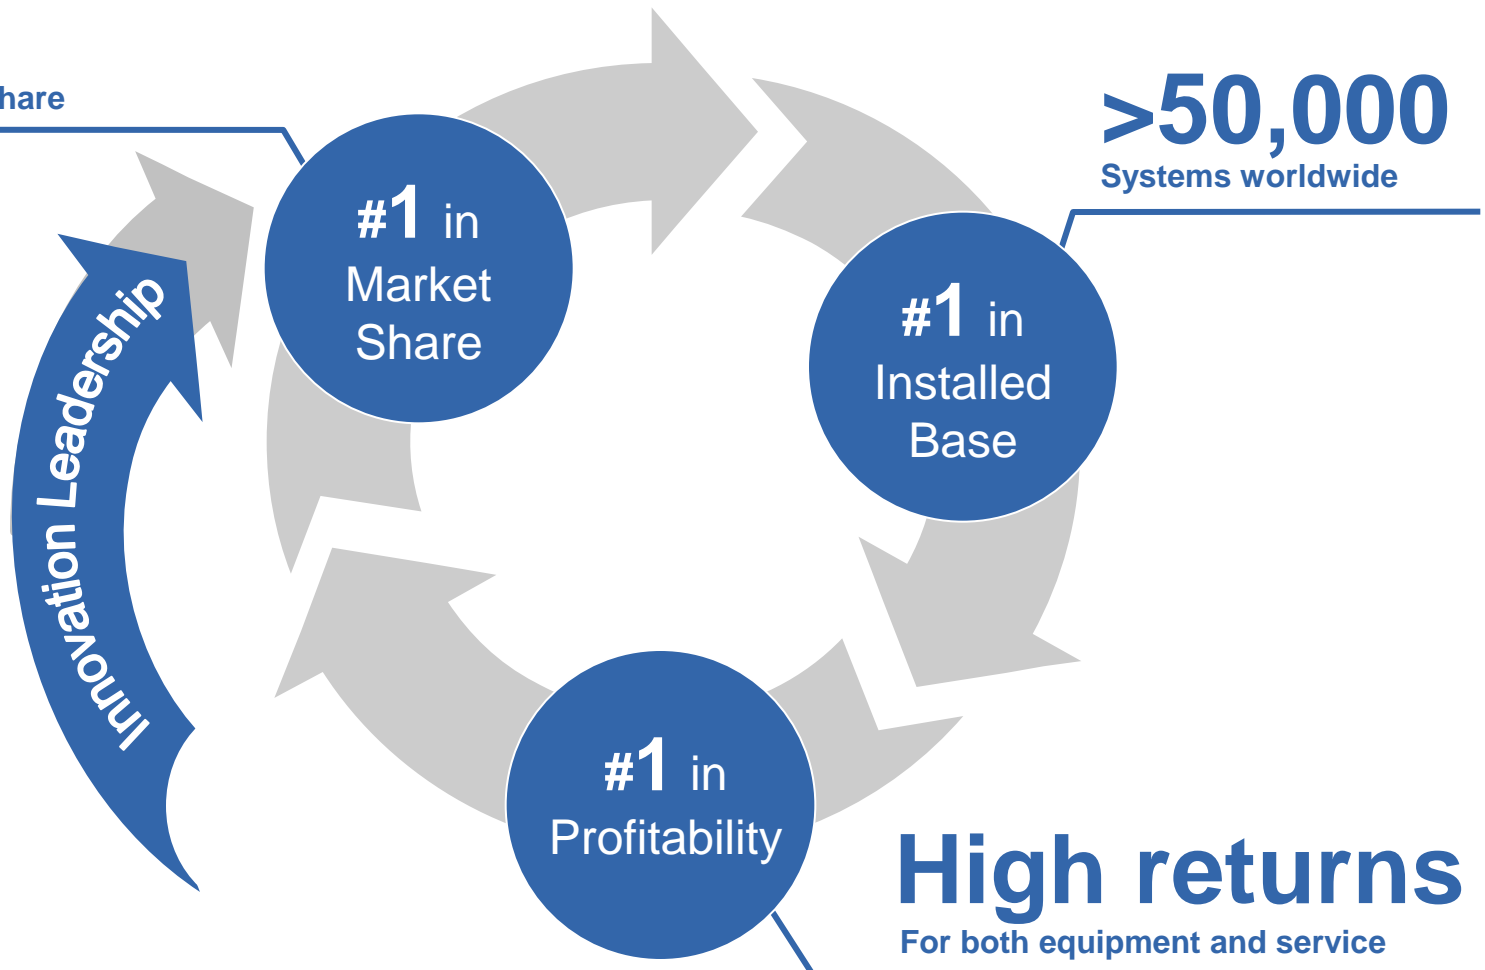 hare
>50,000
Systems worldwide
#1 in
Market
Share
#1 in
Installed
Base
Innovation Leadership
#1 in
Profitability
High returns
For both equipment and service